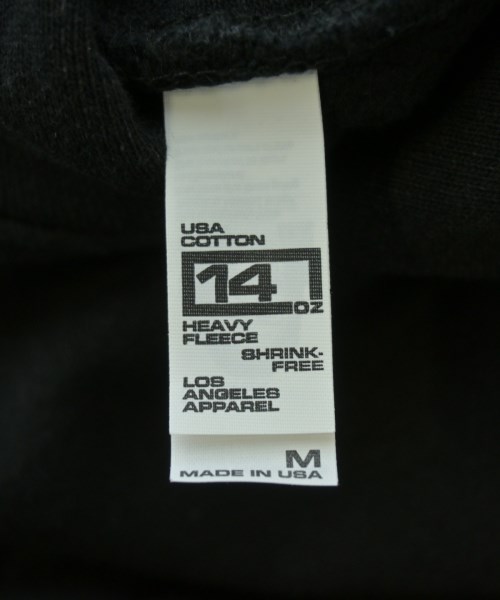 USA
COTTON
14
OZ
HEAVY
FLEECE
SHRINK-
FREE
LOS
ANGELES
APPAREL
M
MADE IN USA